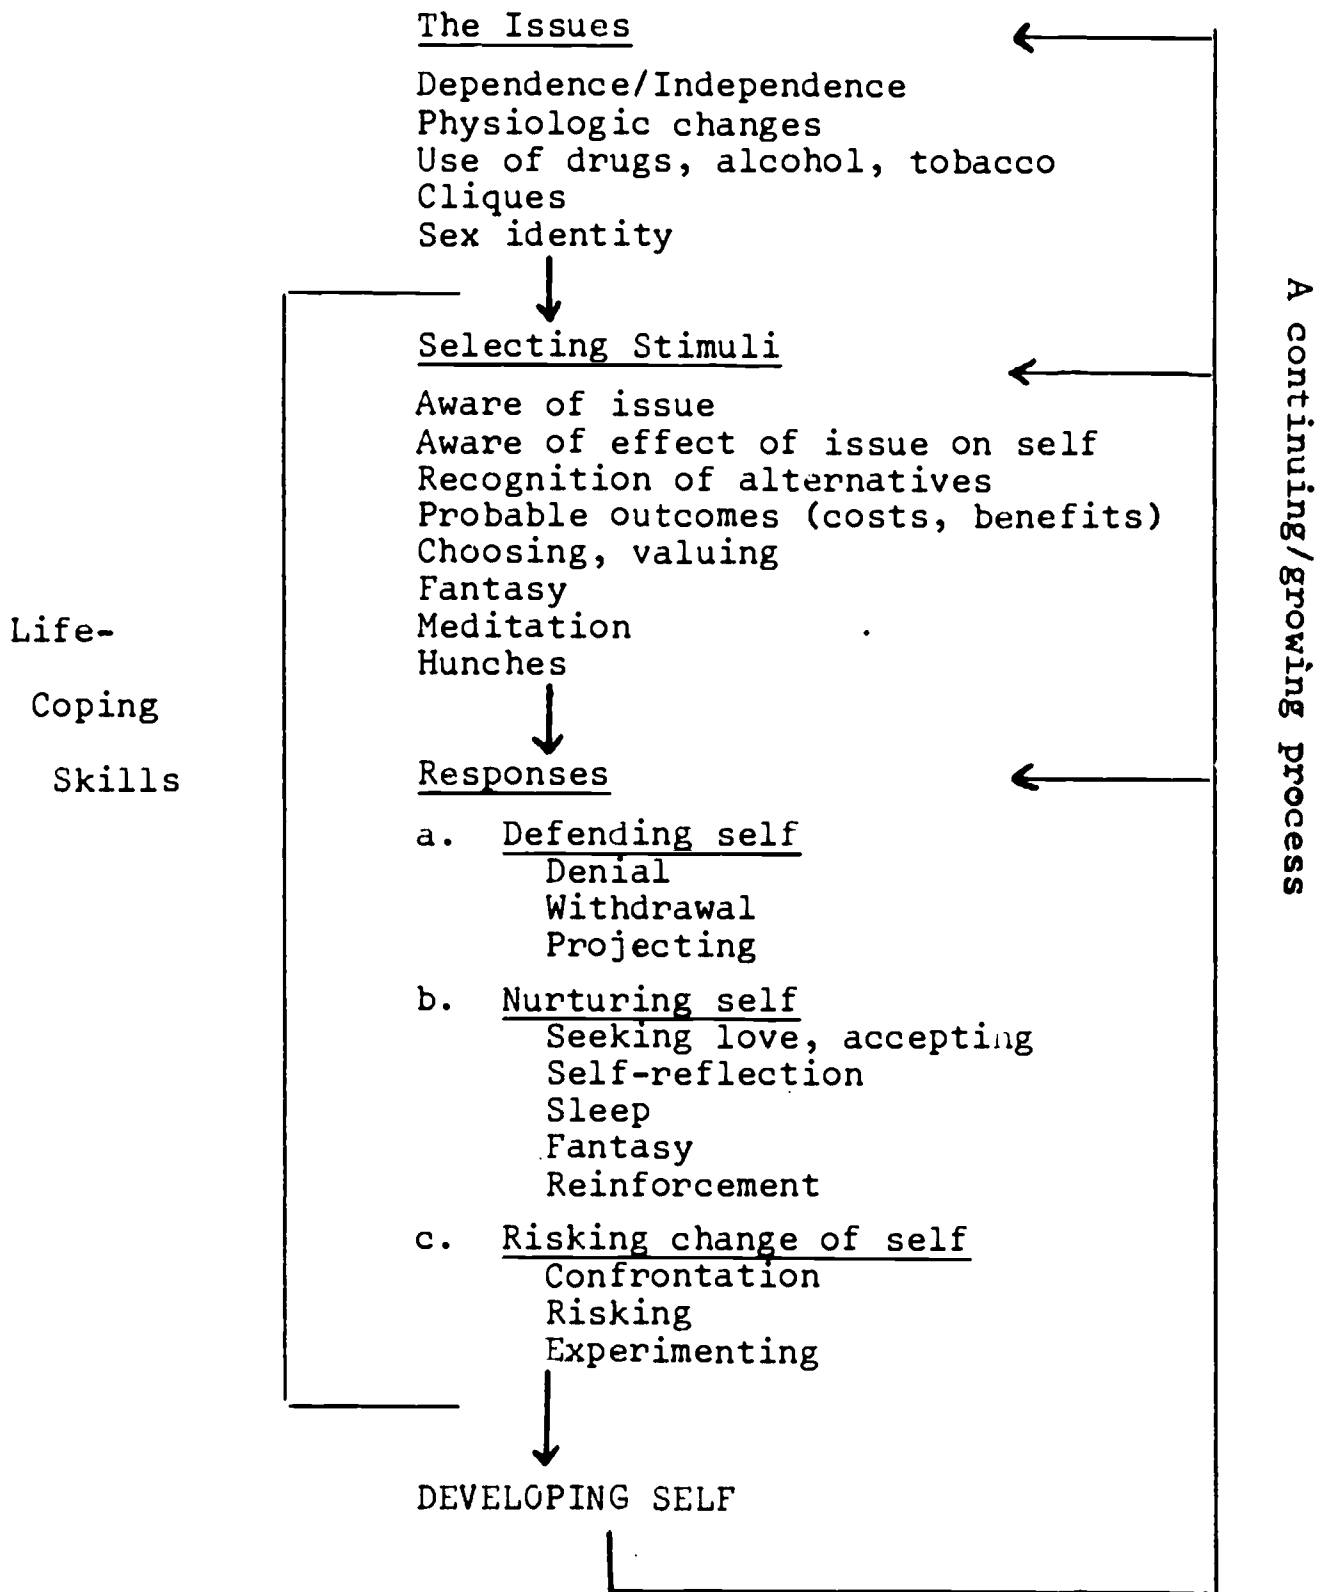 The Issues
Dependence/Independence
Physiologic changes
Use of drugs, alcohol, tobacco
Cliques
Sex identity
Selecting Stimuli
Aware of issue
Aware of effect of issue on self
Recognition of alternatives
Probable outcomes (costs, benefits)
Choosing, valuing
Fantasy
Meditation
Hunches
Life-
Coping
Skills
Responses
a. Defending self
Denial
Withdrawal
Projecting
b. Nurturing self
Seeking love, accepting
Self-reflection
Sleep
Fantasy
Reinforcement
c. Risking change of self
Confrontation
Risking
Experimenting
DEVELOPING SELF
A continuing/growing process